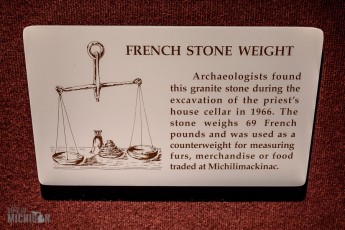 FRENCH STONE WEIGHT
Archaeologists found
this granite stone during the
excavation of the priest's
house cellar in 1966. The
stone weighs 69 French
pounds and was used as a
counterweight for measuring
furs, merchandise or food
traded at Michilimackinac.
MICHIGAN